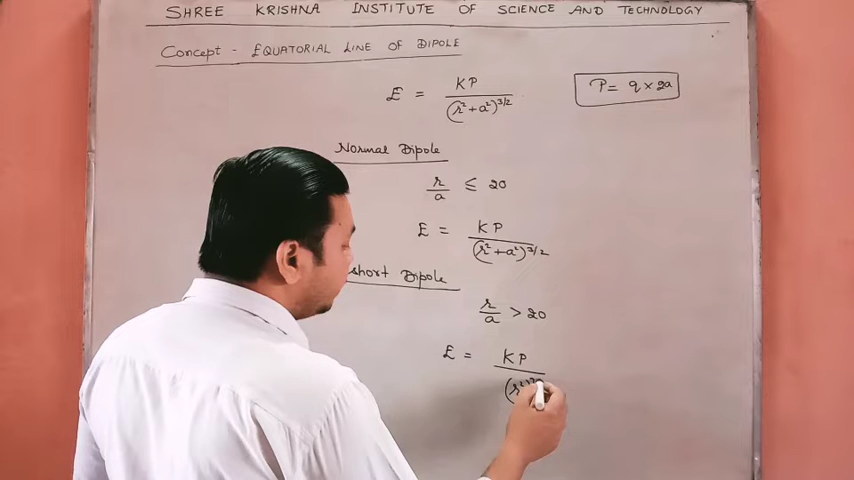 SHREE KRISHNA INSTITUTE OF SCIENCE AND TECHNOLOGY
Concept - EQUATORIAL LINE OF DIPOLE
E = KP / (r² + a²)^3/2
P = q × 2a
Normal Dipole
r/a ≤ 20
E = KP / (r² + a²)^3/2
short Dipole
r/a > 20
E = KP / (r²)